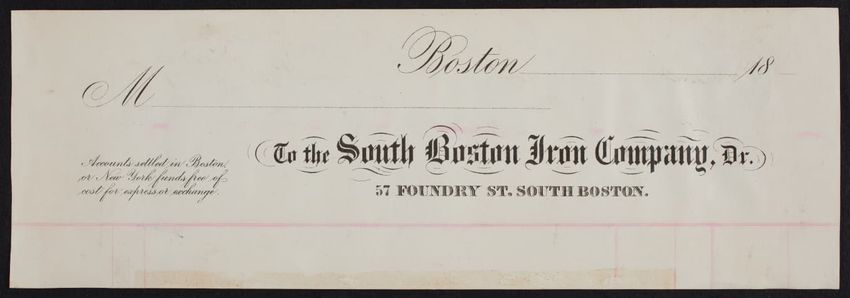 Boston 18
M
To the South Boston Iron Company, Dr.
57 FOUNDRY ST. SOUTH BOSTON.
Accounts settled in Boston,
or New York funds free of
cost for express, or exchange.